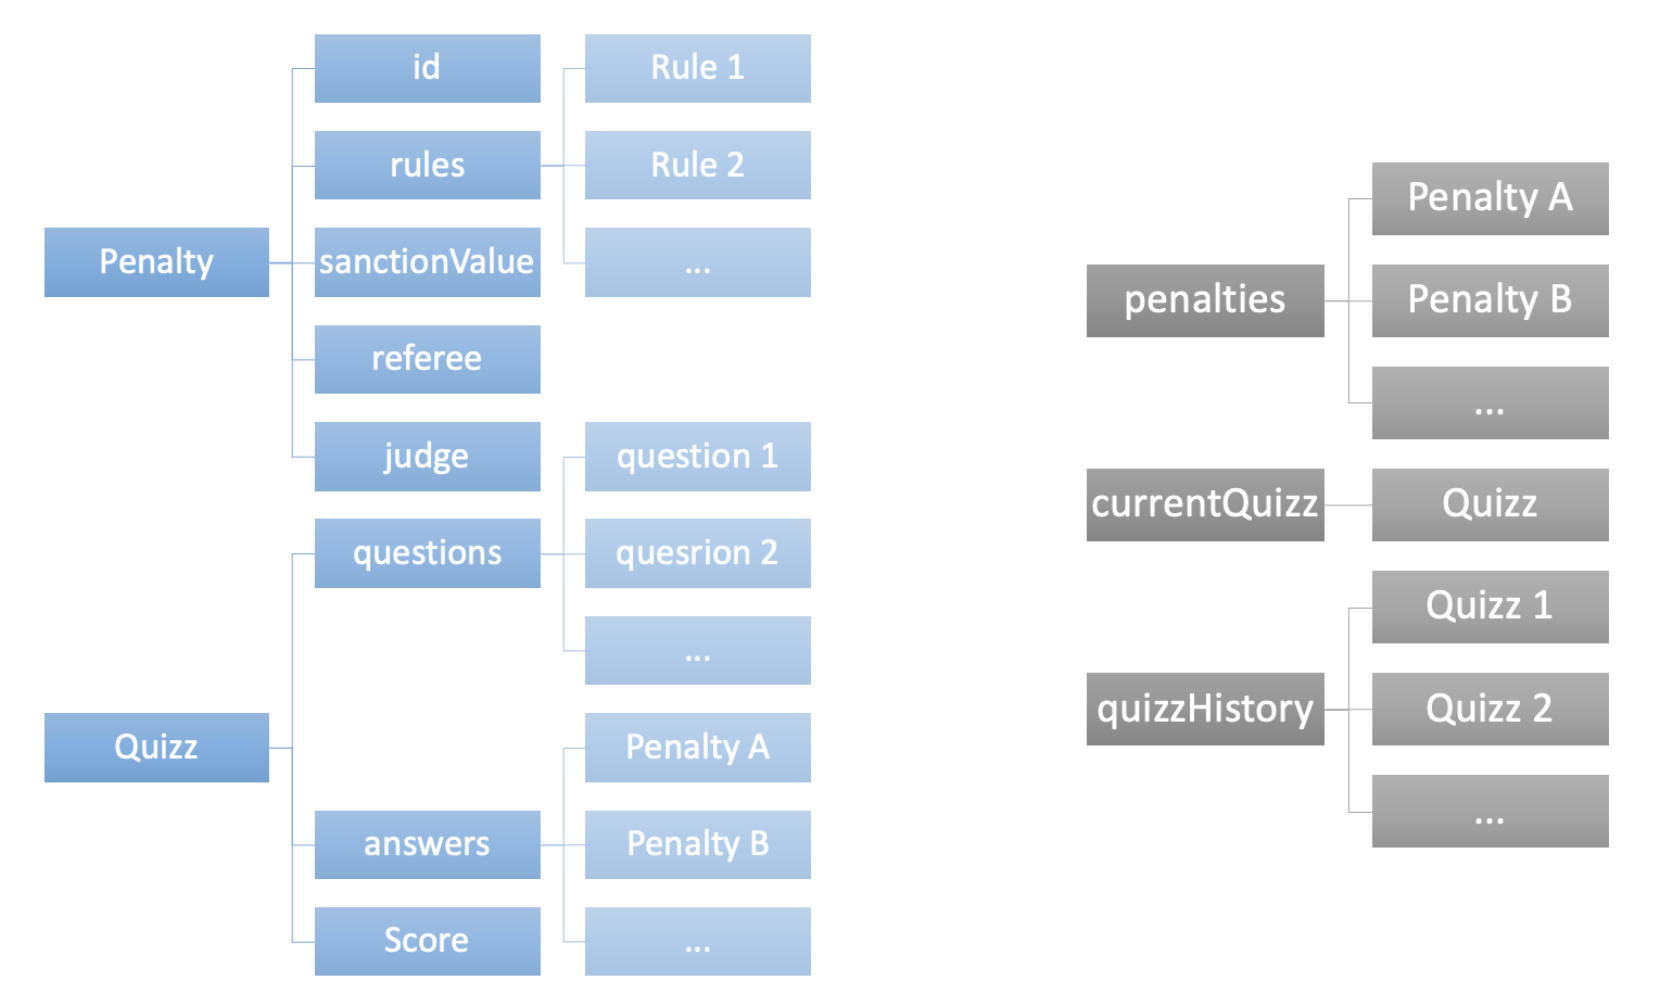 Penalty
id
rules
Rule 1
Rule 2
...
sanctionValue
referee
judge
Quizz
questions
question 1
quesrion 2
...
answers
Penalty A
Penalty B
...
Score
penalties
Penalty A
Penalty B
...
currentQuizz
Quizz
quizzHistory
Quizz 1
Quizz 2
...